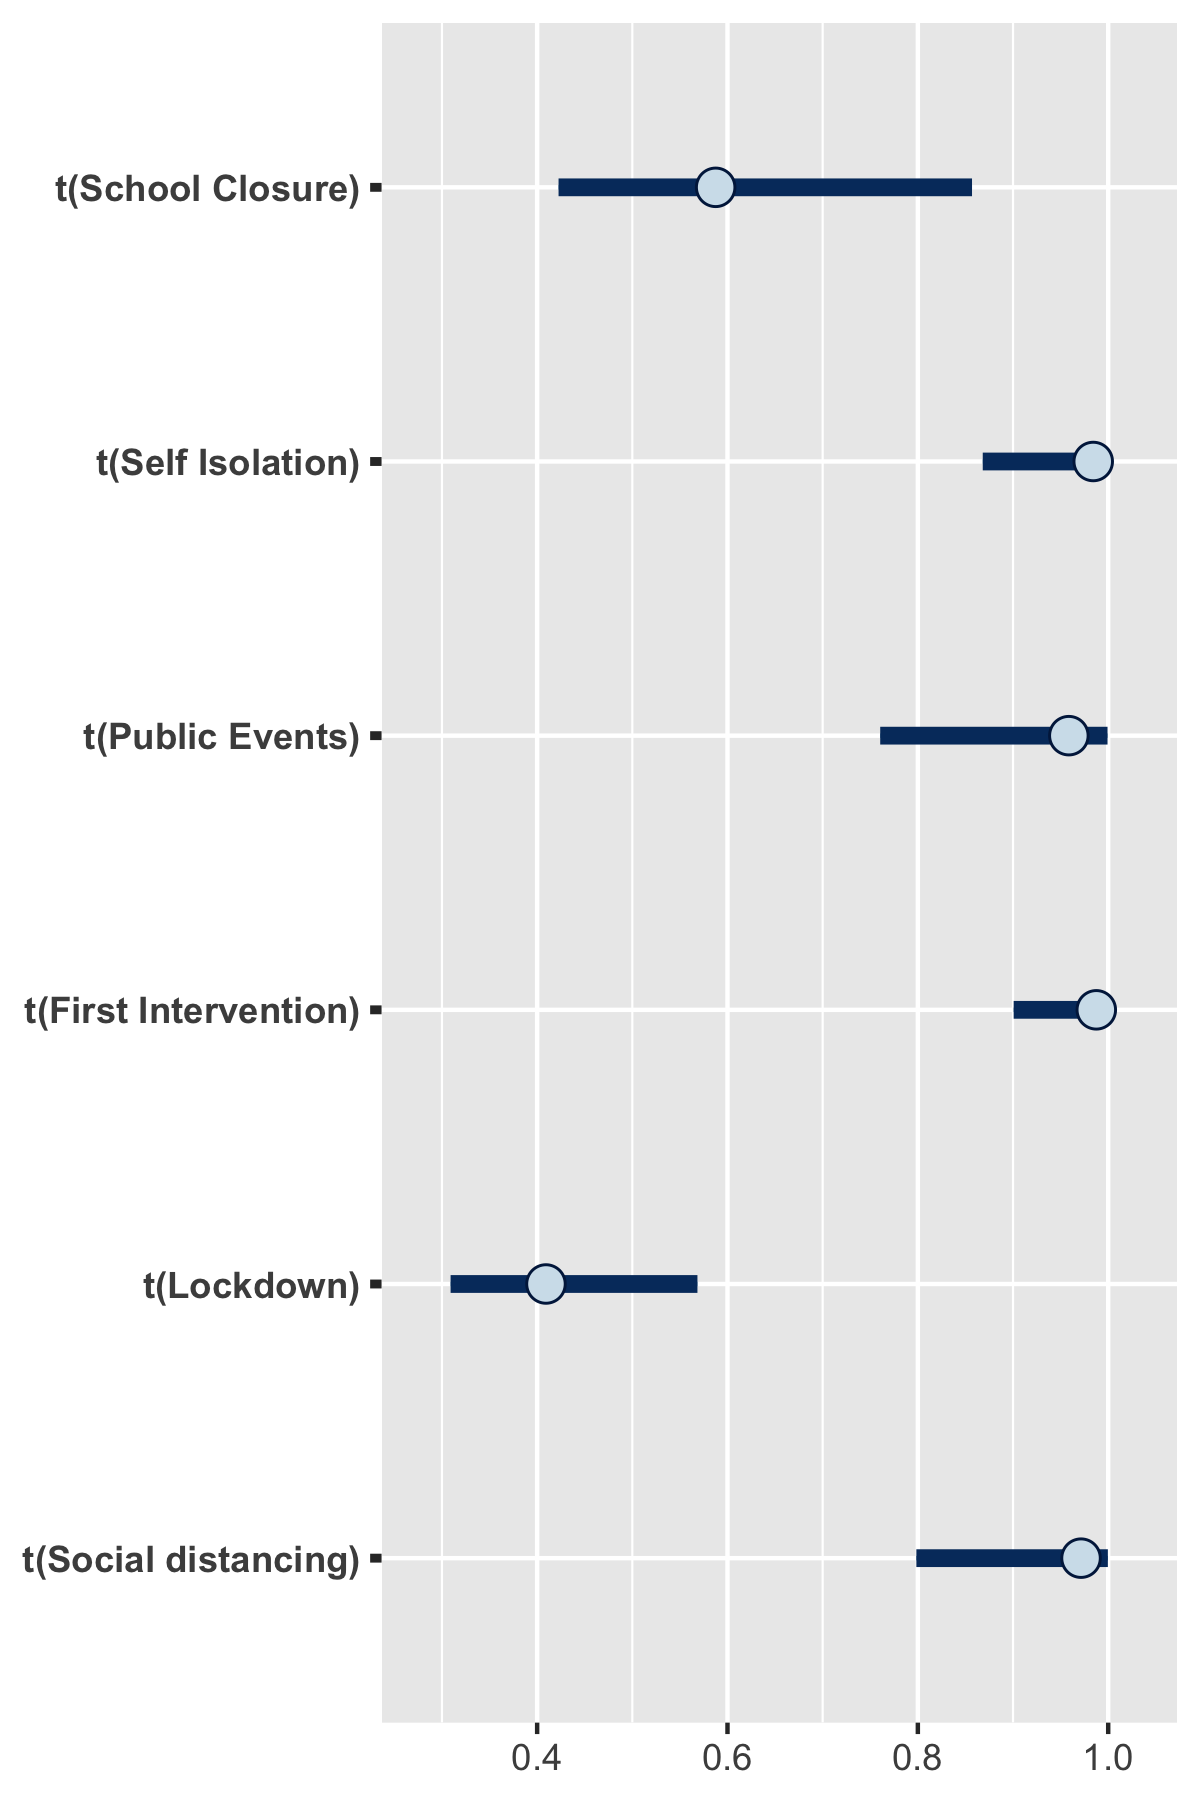 t(School Closure)
t(Self Isolation)
t(Public Events)
t(First Intervention)
t(Lockdown)
t(Social distancing)
0.4 0.6 0.8 1.0